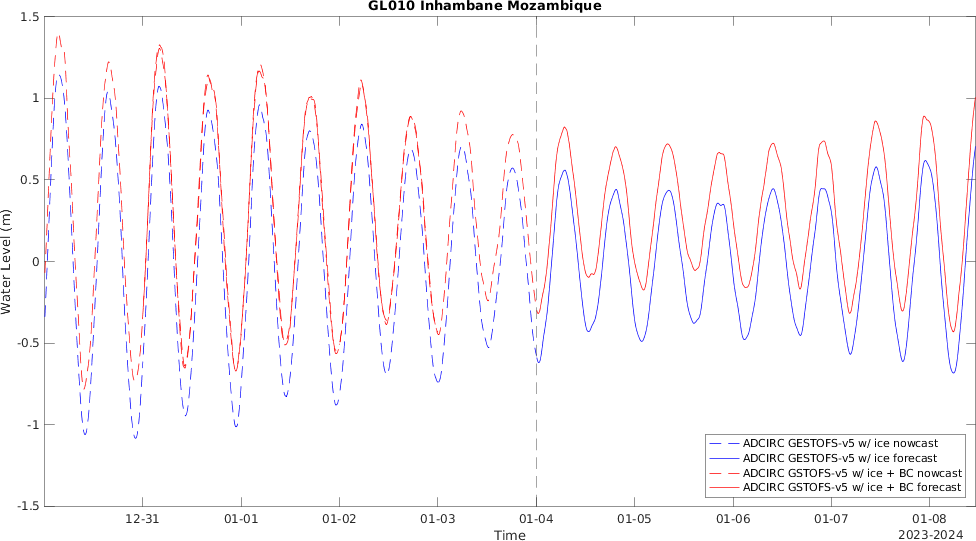 GL010 Inhambane Mozambique
Water Level (m)
1.5
1
0.5
0
-0.5
-1
-1.5
12-31
01-01
01-02
01-03
01-04
01-05
01-06
01-07
01-08
Time
2023-2024
ADCIRC GESTOFS-v5 w/ ice nowcast
ADCIRC GESTOFS-v5 w/ ice forecast
ADCIRC GSTOFS-v5 w/ ice + BC nowcast
ADCIRC GSTOFS-v5 w/ ice + BC forecast